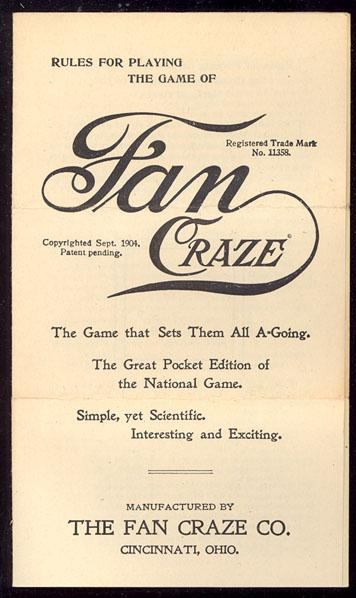 RULES FOR PLAYING
THE GAME OF
Fan
Registered Trade Mark
No. 11358.
Copyrighted Sept. 1904.
Patent pending.
CRAZE
The Game that Sets Them All A-Going.
The Great Pocket Edition of
the National Game.
Simple, yet Scientific.
Interesting and Exciting.
MANUFACTURED BY
THE FAN CRAZE CO.
CINCINNATI, OHIO.